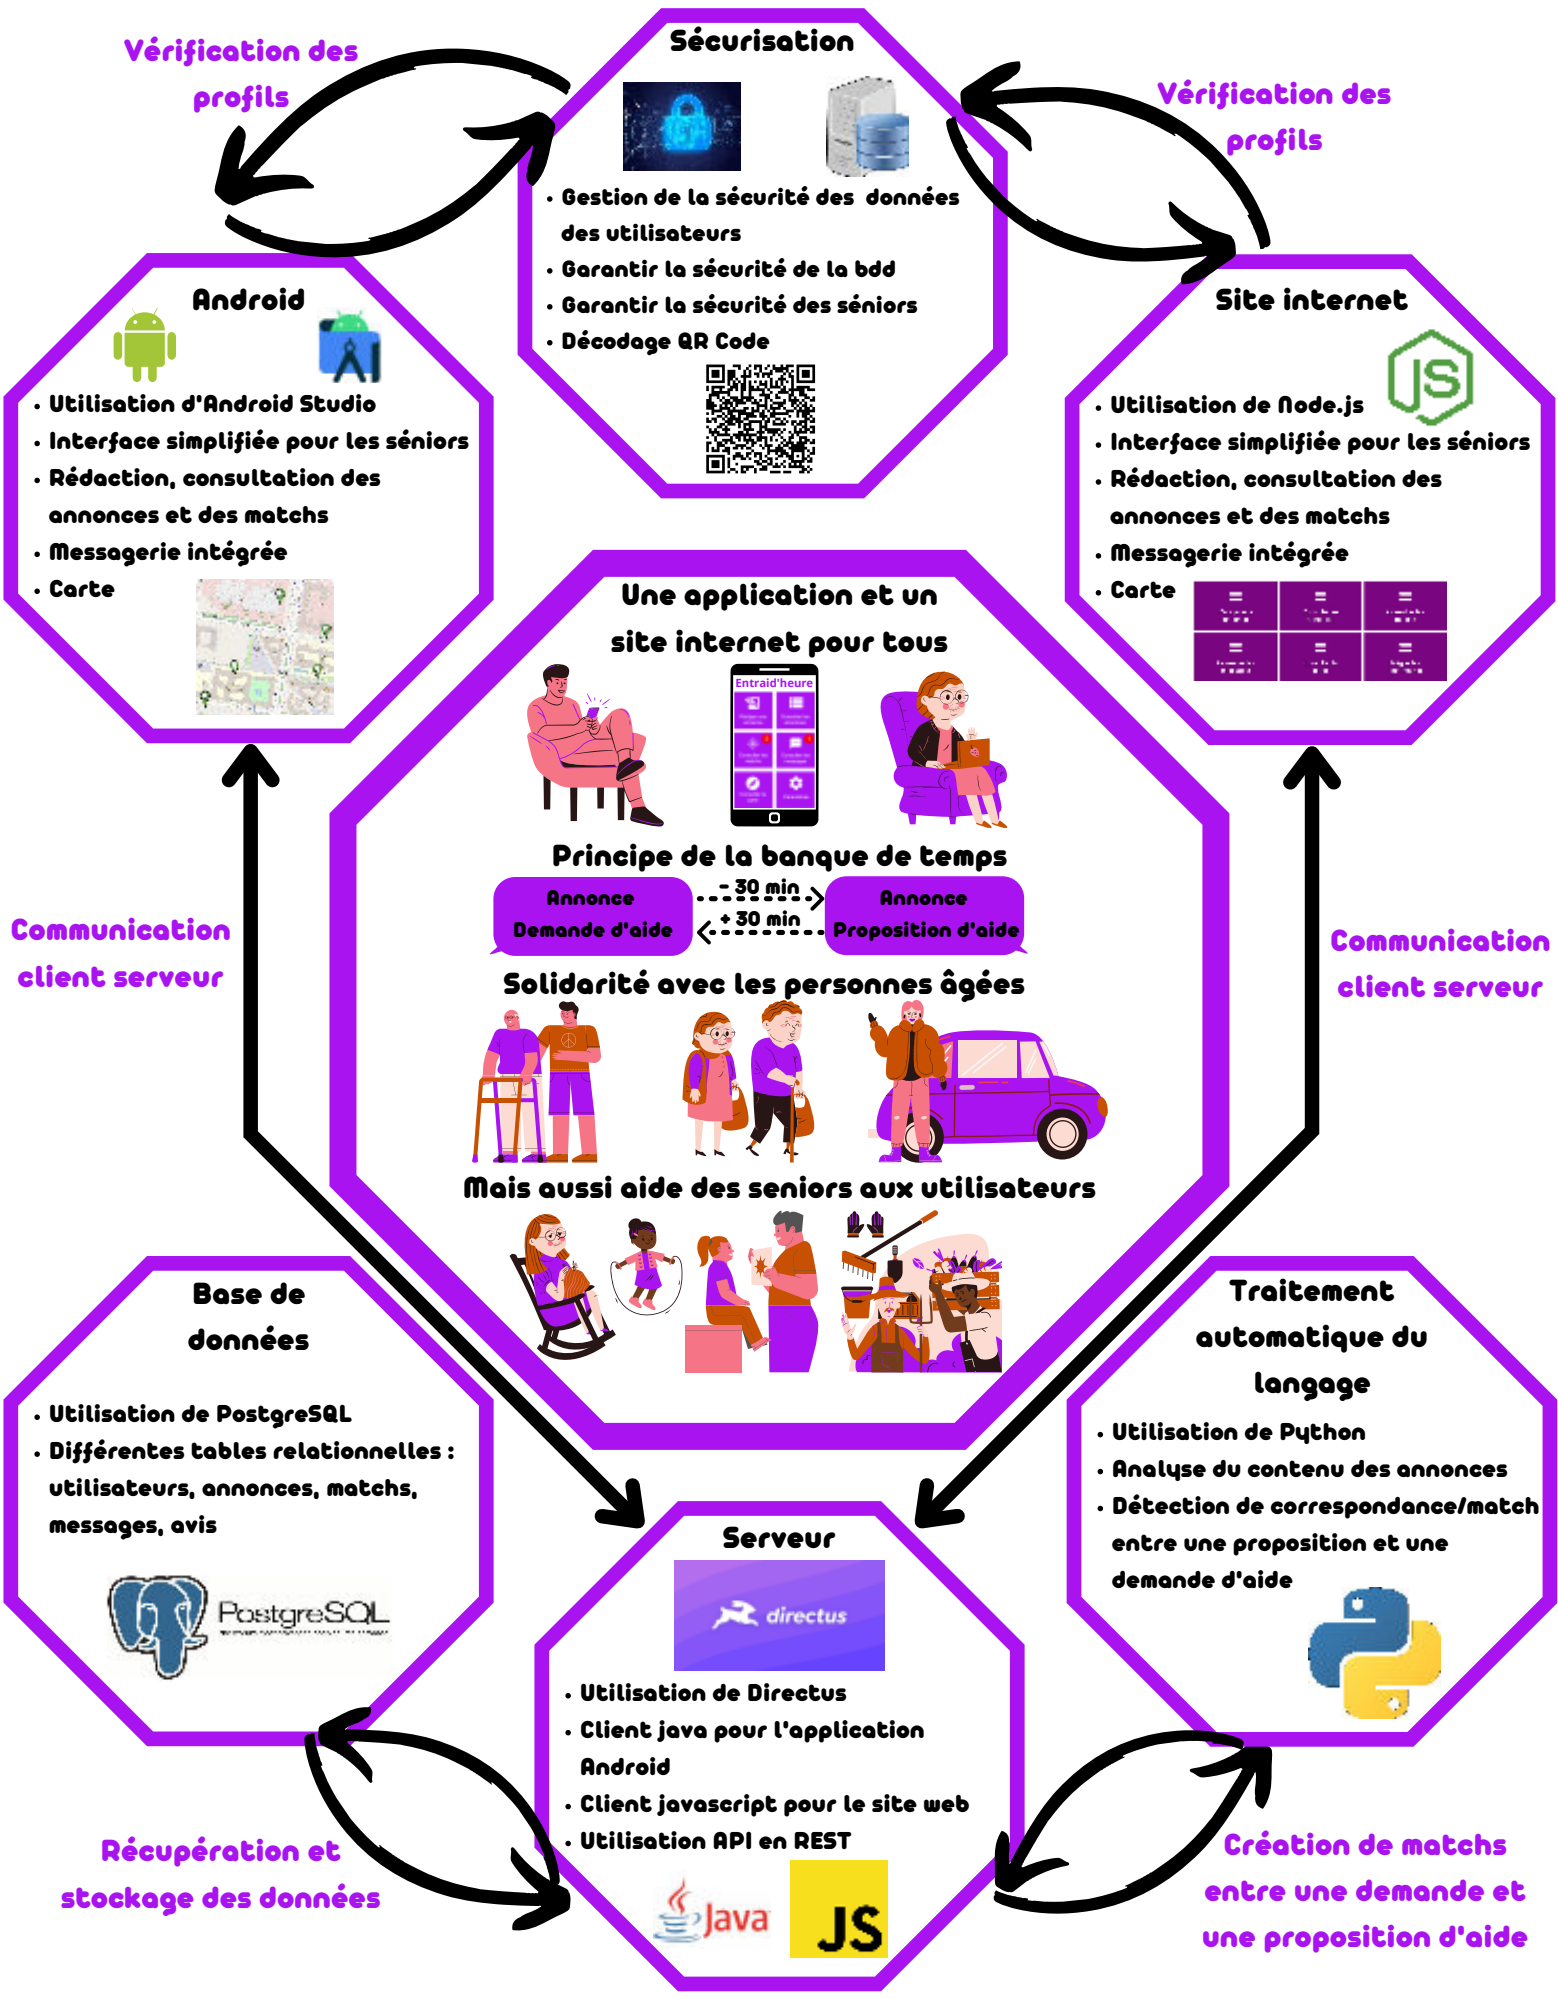 Vérification des
profils
Sécurisation
• Gestion de la sécurité des données
des utilisateurs
• Garantir la sécurité de la bdd
• Garantir la sécurité des séniors
• Décodage QR Code
Vérification des
profils
Android
• Utilisation d'Android Studio
• Interface simplifiée pour les séniors
• Rédaction, consultation des
annonces et des matchs
• Messagerie intégrée
• Carte
Site internet
JS
• Utilisation de Node.js
• Interface simplifiée pour les séniors
• Rédaction, consultation des
annonces et des matchs
• Messagerie intégrée
• Carte
Une application et un
site internet pour tous
Entraid'heure
Principe de la banque de temps
Annonce
Demande d'aide
- 30 min
+ 30 min
Annonce
Proposition d'aide
Solidarité avec les personnes âgées
Mais aussi aide des seniors aux utilisateurs
Communication
client serveur
Communication
client serveur
Base de
données
• Utilisation de PostgreSQL
• Différentes tables relationnelles :
utilisateurs, annonces, matchs,
messages, avis
PostgreSQL
Traitement
automatique du
langage
• Utilisation de Python
• Analyse du contenu des annonces
• Détection de correspondance/match
entre une proposition et une
demande d'aide
Serveur
directus
• Utilisation de Directus
• Client java pour l'application
Android
• Client javascript pour le site web
• Utilisation API en REST
Java
JS
Récupération et
stockage des données
Création de matchs
entre une demande et
une proposition d'aide